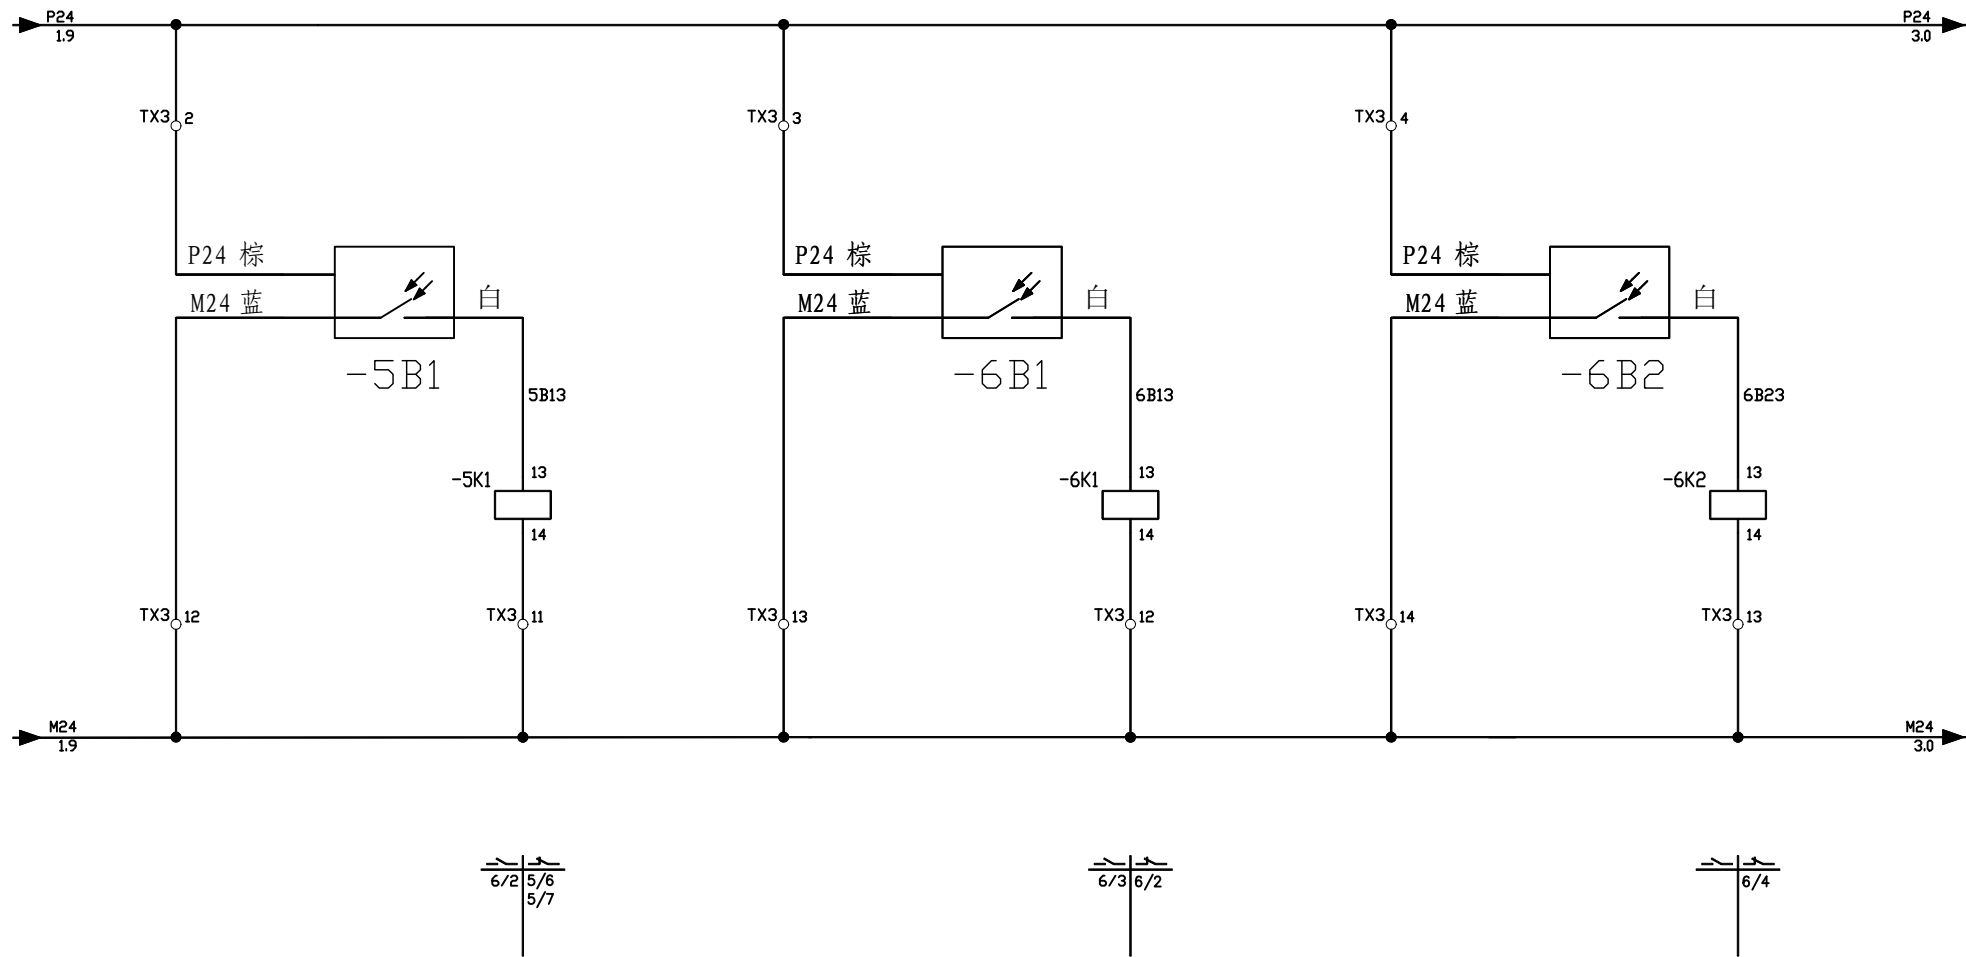 P24 P24
1.9 3.0
TX3 2 TX3 3 TX3 4
P24 棕 P24 棕 P24 棕
M24 蓝 白 M24 蓝 白 M24 蓝 白
-5B1 -6B1 -6B2
5B13 6B13 6B23
-5K1 13 -6K1 13 -6K2 13
14 14 14
TX3 12 TX3 11 TX3 13 TX3 12 TX3 14 TX3 13
M24 M24
1.9 3.0
6/2 5/6 6/3 6/2 6/4
5/7